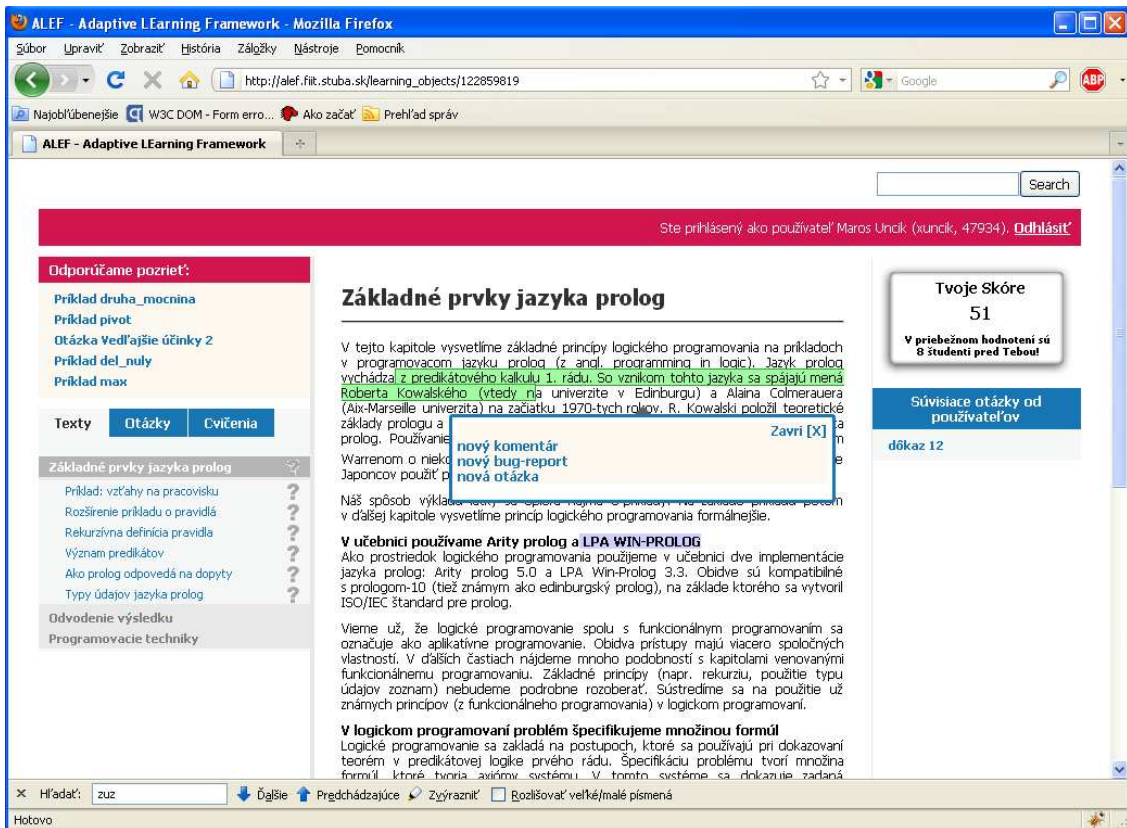 ALEF - Adaptive LEarning Framework - Mozilla Firefox
Súbor Upraviť Zobraziť História Záložky Nástroje Pomocník
http://alef.fiit.stuba.sk/learning_objects/122859819
Google
ABP
Najobľúbenejšie W3C DOM - Form erro... Ako začať Prehľad správ
ALEF - Adaptive LEarning Framework
Search
Ste prihlásený ako používateľ Maros Uncik (xuncik, 47934). Odhlásiť
Odporúčame pozrieť:
Príklad druha_mocnina
Príklad pivot
Otázka Vedľajšie účinky 2
Príklad del_nuly
Príklad max
Texty Otázky Cvičenia
Základné prvky jazyka prolog
Príklad: vzťahy na pracovisku ?
Rozšírenie príkladu o pravidlá ?
Rekurzívna definícia pravidla ?
Význam predikátov ?
Ako prolog odpovedá na dopyty ?
Typy údajov jazyka prolog ?
Odvodenie výsledku
Programovacie techniky
Základné prvky jazyka prolog
V tejto kapitole vysvetlíme základné princípy logického programovania na príkladoch
v programovacom jazyku prolog (z angl. programming in logic). Jazyk prolog
vychádza z predikátového kalkulu 1. rádu. So vznikom tohto jazyka sa spájajú mená
Roberta Kowalského (vtedy na univerzite v Edinburgu) a Alaina Colmerauera
(Aix-Marseille univerzita) na začiatku 1970-tych rokov. R. Kowalski položil teoretické
základy prologu a
prolog. Používanie
Warrenom o
Japoncov použiť
Zavri [X]
nový komentár
nový bug-report
nová otázka
Náš spôsob
v ďalšej kapitole vysvetlíme princíp logického programovania formálnejšie.
V učebnici používame Arity prolog a LPA WIN-PROLOG
Ako prostriedok logického programovania použijeme v učebnici dve implementácie
jazyka prolog: Arity prolog 5.0 a LPA Win-Prolog 3.3. Obidve sú kompatibilné
s prologom-10 (tiež známym ako edinburgský prolog), na základe ktorého sa vytvoril
ISO/IEC štandard pre prolog.
Vieme už, že logické programovanie spolu s funkcionálnym programovaním sa
označuje ako aplikatívne programovanie. Obidva prístupy majú viacero spoločných
vlastností. V ďalších častiach nájdeme mnoho podobností s kapitolami venovanými
funkcionálnemu programovaniu. Základné princípy (napr. rekurziu, použitie typu
údajov zoznam) nebudeme podrobne rozoberať. Sústredíme sa na použitie už
známych princípov (z funkcionálneho programovania) v logickom programovaní.
V logickom programovaní problém špecifikujeme množinou formúl
Logické programovanie sa zakladá na postupoch, ktoré sa používajú pri dokazovaní
teorém v predikátovej logike prvého rádu. Špecifikáciu problému tvorí množina
formúl, ktoré tvoria axiómy systému. V tomto systéme sa dokazuje zadaná
Tvoje Skóre
51
V priebežnom hodnotení sú
8 študenti pred Tebou!
Súvisiace otázky od
používateľov
dôkaz 12
Hľadať: zuz Ďalšie Predchádzajúce Zvýrazniť Rozlišovať veľké/malé písmená
Hotovo